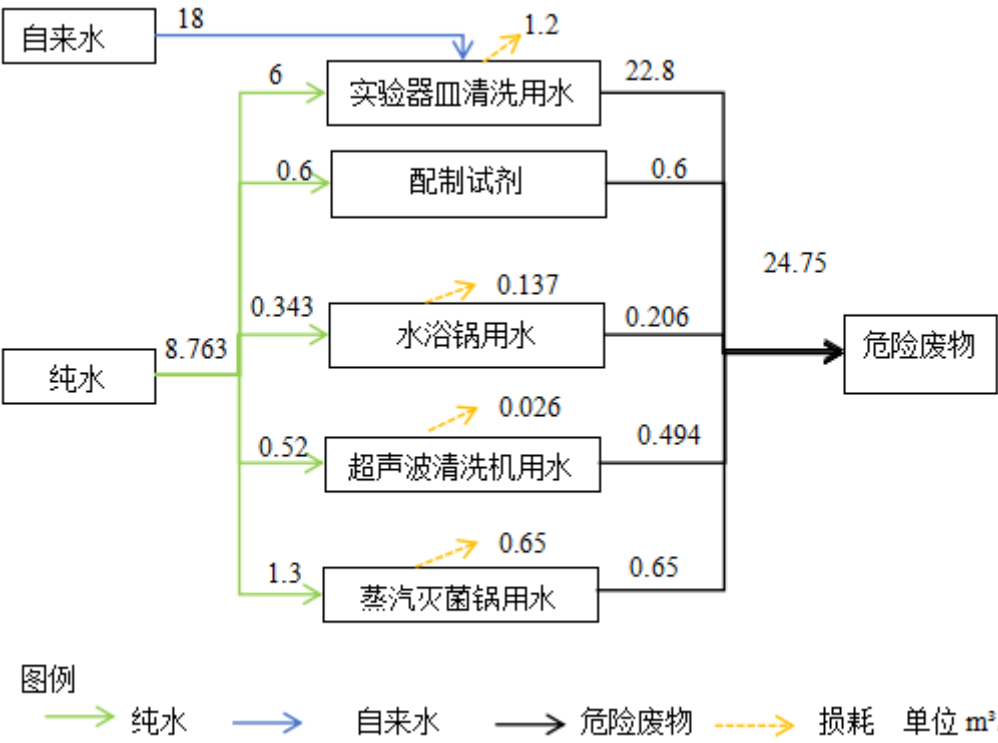 自来水
18
1.2
6
实验器皿清洗用水
22.8
0.6
配制试剂
0.6
24.75
0.137
0.343
水浴锅用水
0.206
危险废物
纯水
8.763
0.026
0.52
超声波清洗机用水
0.494
0.65
1.3
蒸汽灭菌锅用水
0.65
图例
纯水 自来水 危险废物 损耗 单位 m³